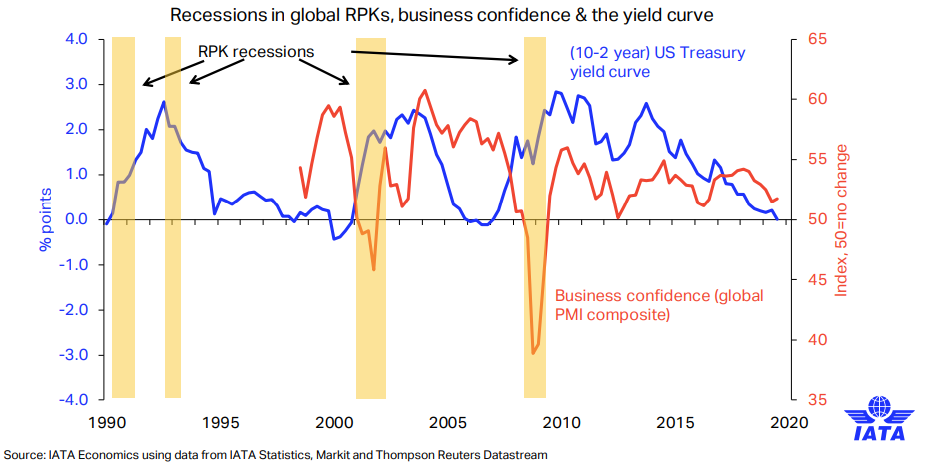 Recessions in global RPKs, business confidence & the yield curve
4.0
3.0
2.0
1.0
0.0
-1.0
-2.0
-3.0
-4.0
% points
RPK recessions
(10-2 year) US Treasury
yield curve
Business confidence (global
PMI composite)
65
60
55
50
45
40
35
Index, 50=no change
1990
1995
2000
2005
2010
2015
2020
IATA
Source: IATA Economics using data from IATA Statistics, Markit and Thompson Reuters Datastream